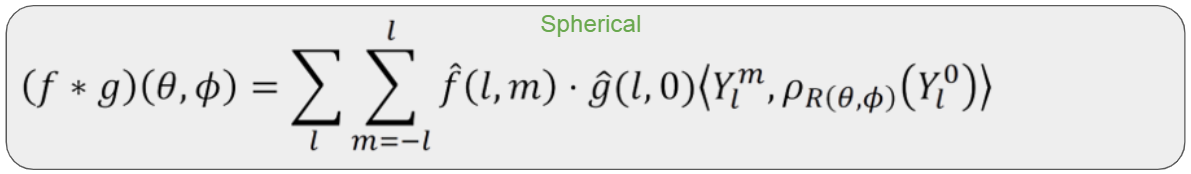 Spherical
(f * g)(θ, ϕ) = ∑_l ∑_{m=−l}^{l} f̂(l, m) · ĝ(l, 0)⟨Y_l^m, ρ_{R(θ,ϕ)}(Y_l^0)⟩